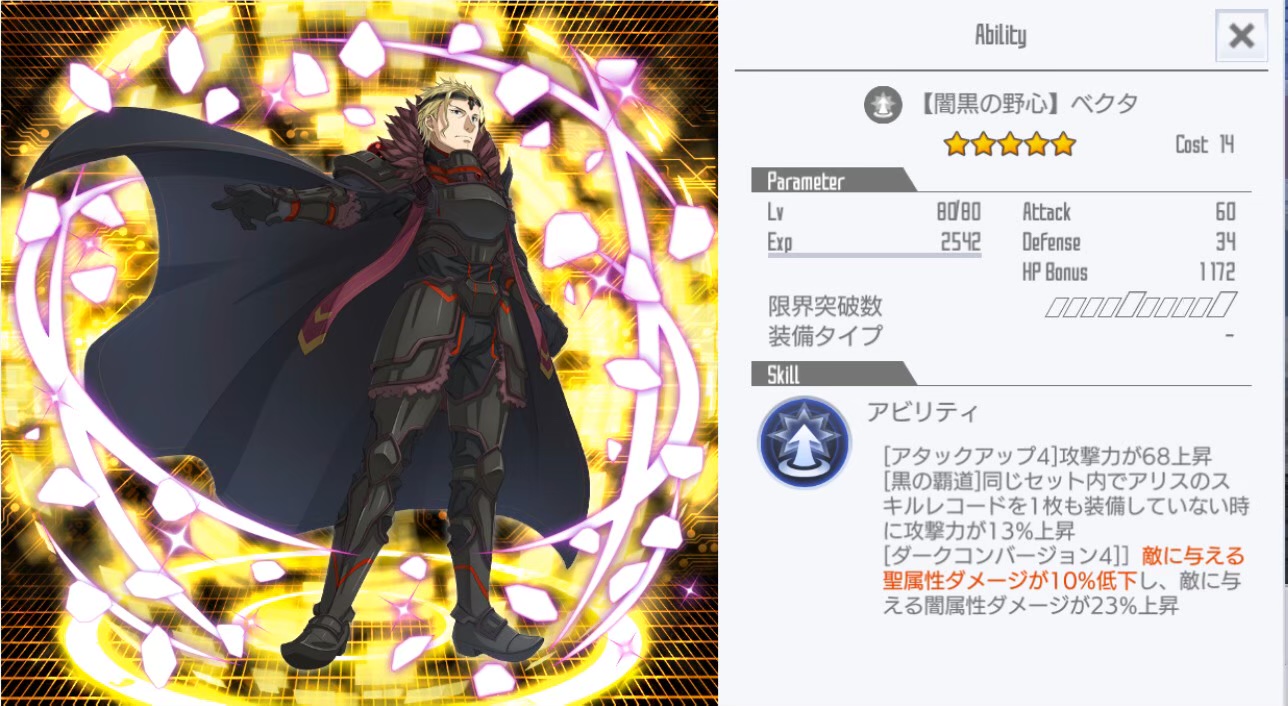 Ability
【闇黒の野心】ベクタ
Cost 14
Parameter
Lv 80/80 Attack 60
Exp 2542 Defense 34
HP Bonus 1172
限界突破数
装備タイプ -
Skill
アビリティ
[アタックアップ4]攻撃力が68上昇
[黒の覇道]同じセット内でアリスのス
キルレコードを1枚も装備していない時
に攻撃力が13%上昇
[ダークコンバージョン4]] 敵に与える
聖属性ダメージが10%低下し、敵に与
える闇属性ダメージが23%上昇